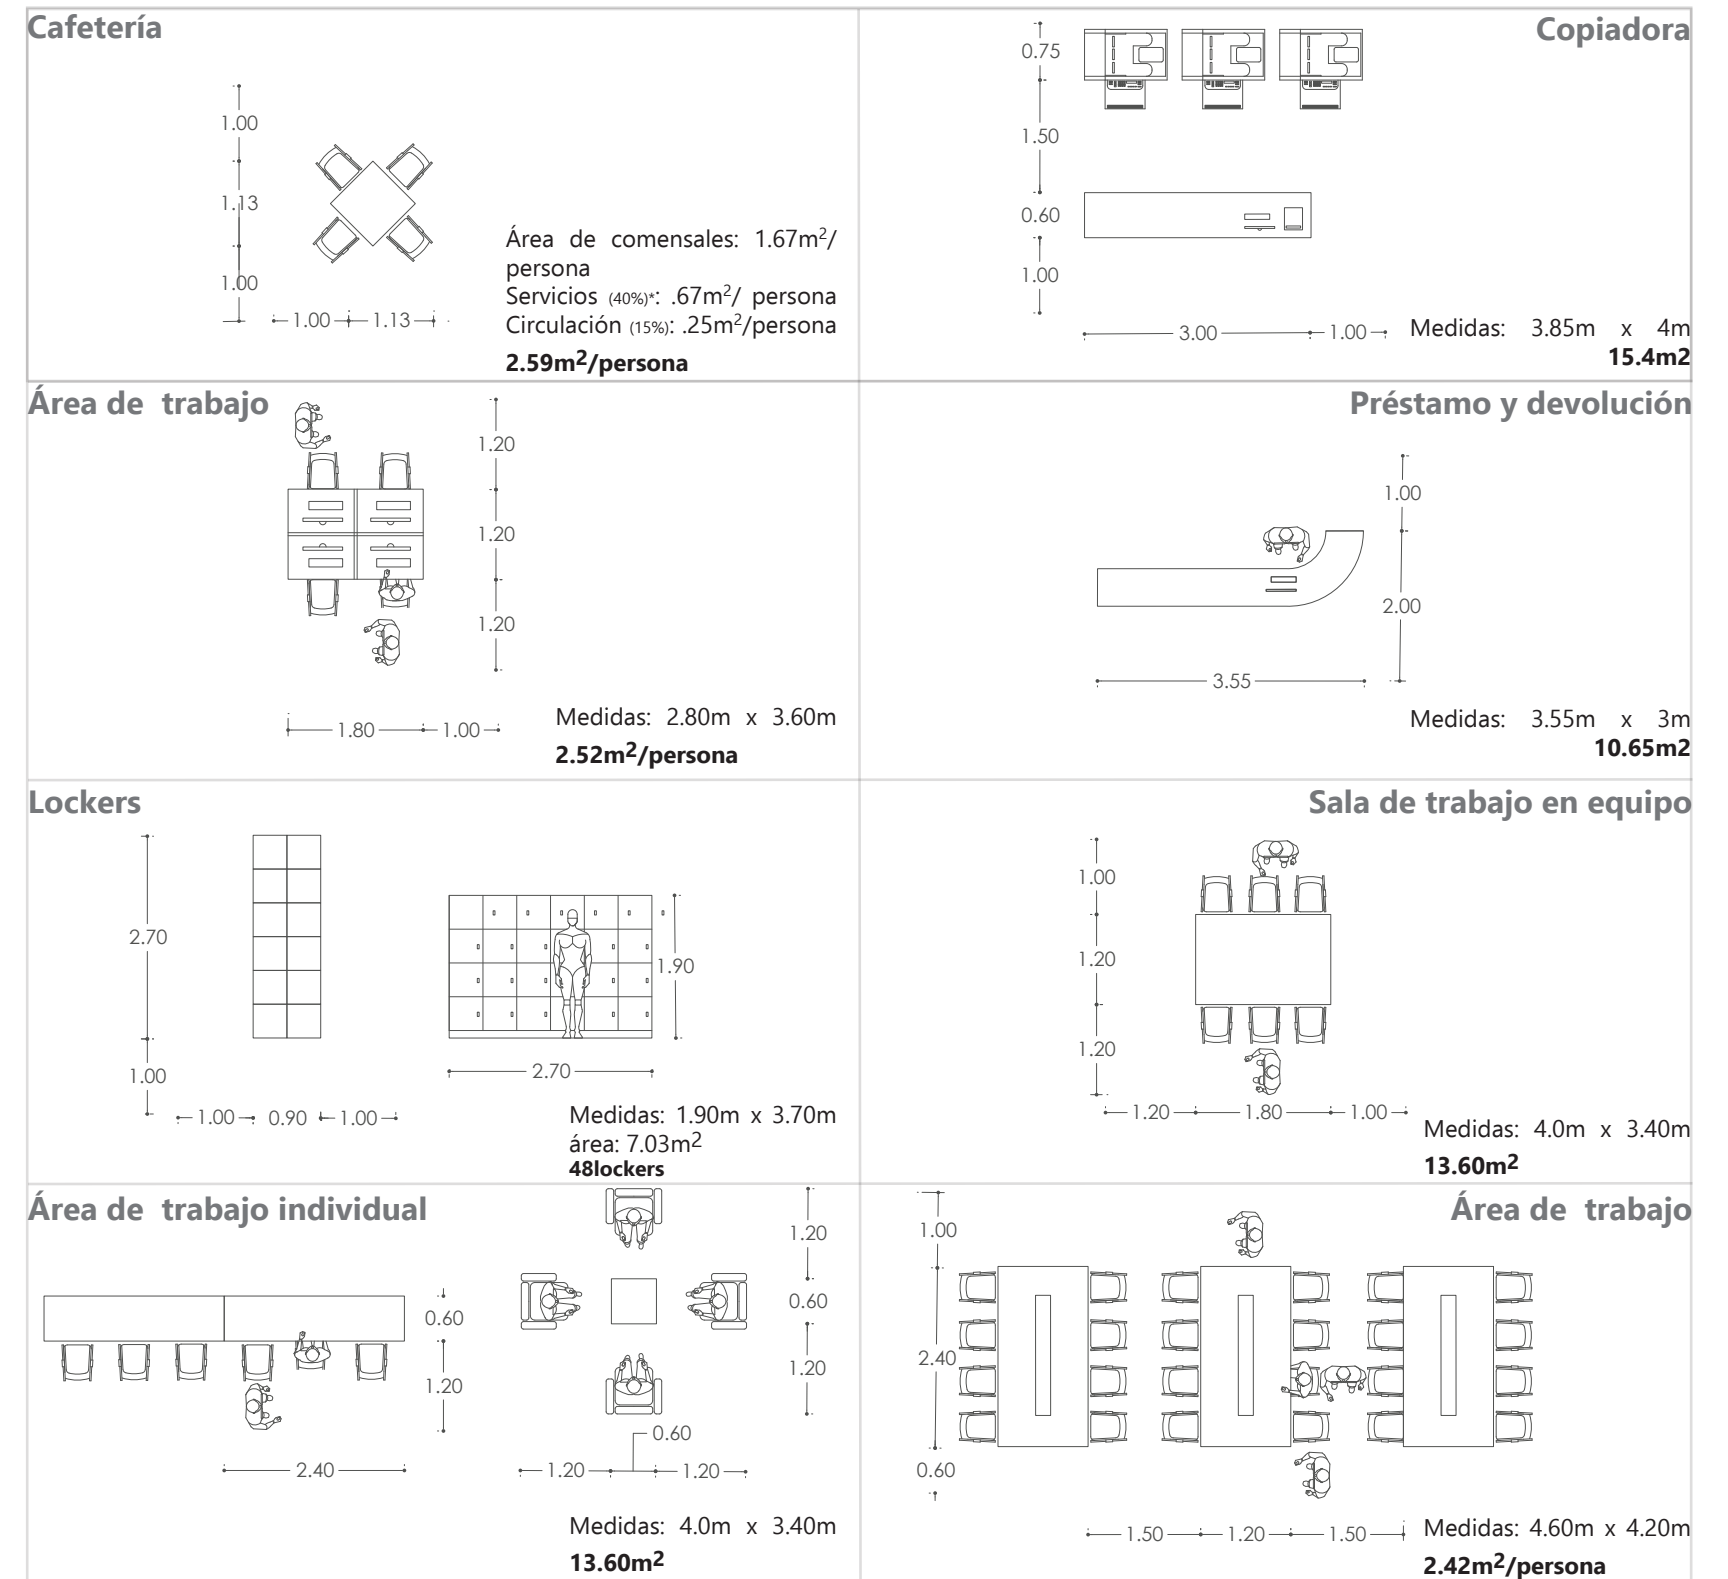 Cafetería
1.00
1.13
1.00
1.00
1.13
Área de comensales: 1.67m2/
persona
Servicios (40%)*: .67m2/ persona
Circulación (15%): .25m2/persona
2.59m2/persona
Copiadora
0.75
1.50
0.60
1.00
3.00
1.00
Medidas: 3.85m x 4m
15.4m2
Área de trabajo
1.20
1.20
1.20
1.80
1.00
Medidas: 2.80m x 3.60m
2.52m2/persona
Préstamo y devolución
1.00
2.00
3.55
Medidas: 3.55m x 3m
10.65m2
Lockers
2.70
1.00
1.00
0.90
1.00
1.90
2.70
Medidas: 1.90m x 3.70m
área: 7.03m2
48lockers
Sala de trabajo en equipo
1.00
1.20
1.20
1.20
1.80
1.00
Medidas: 4.0m x 3.40m
13.60m2
Área de trabajo individual
0.60
1.20
2.40
1.20
0.60
1.20
0.60
1.20
1.20
Medidas: 4.0m x 3.40m
13.60m2
Área de trabajo
1.00
2.40
0.60
1.50
1.20
1.50
Medidas: 4.60m x 4.20m
2.42m2/persona